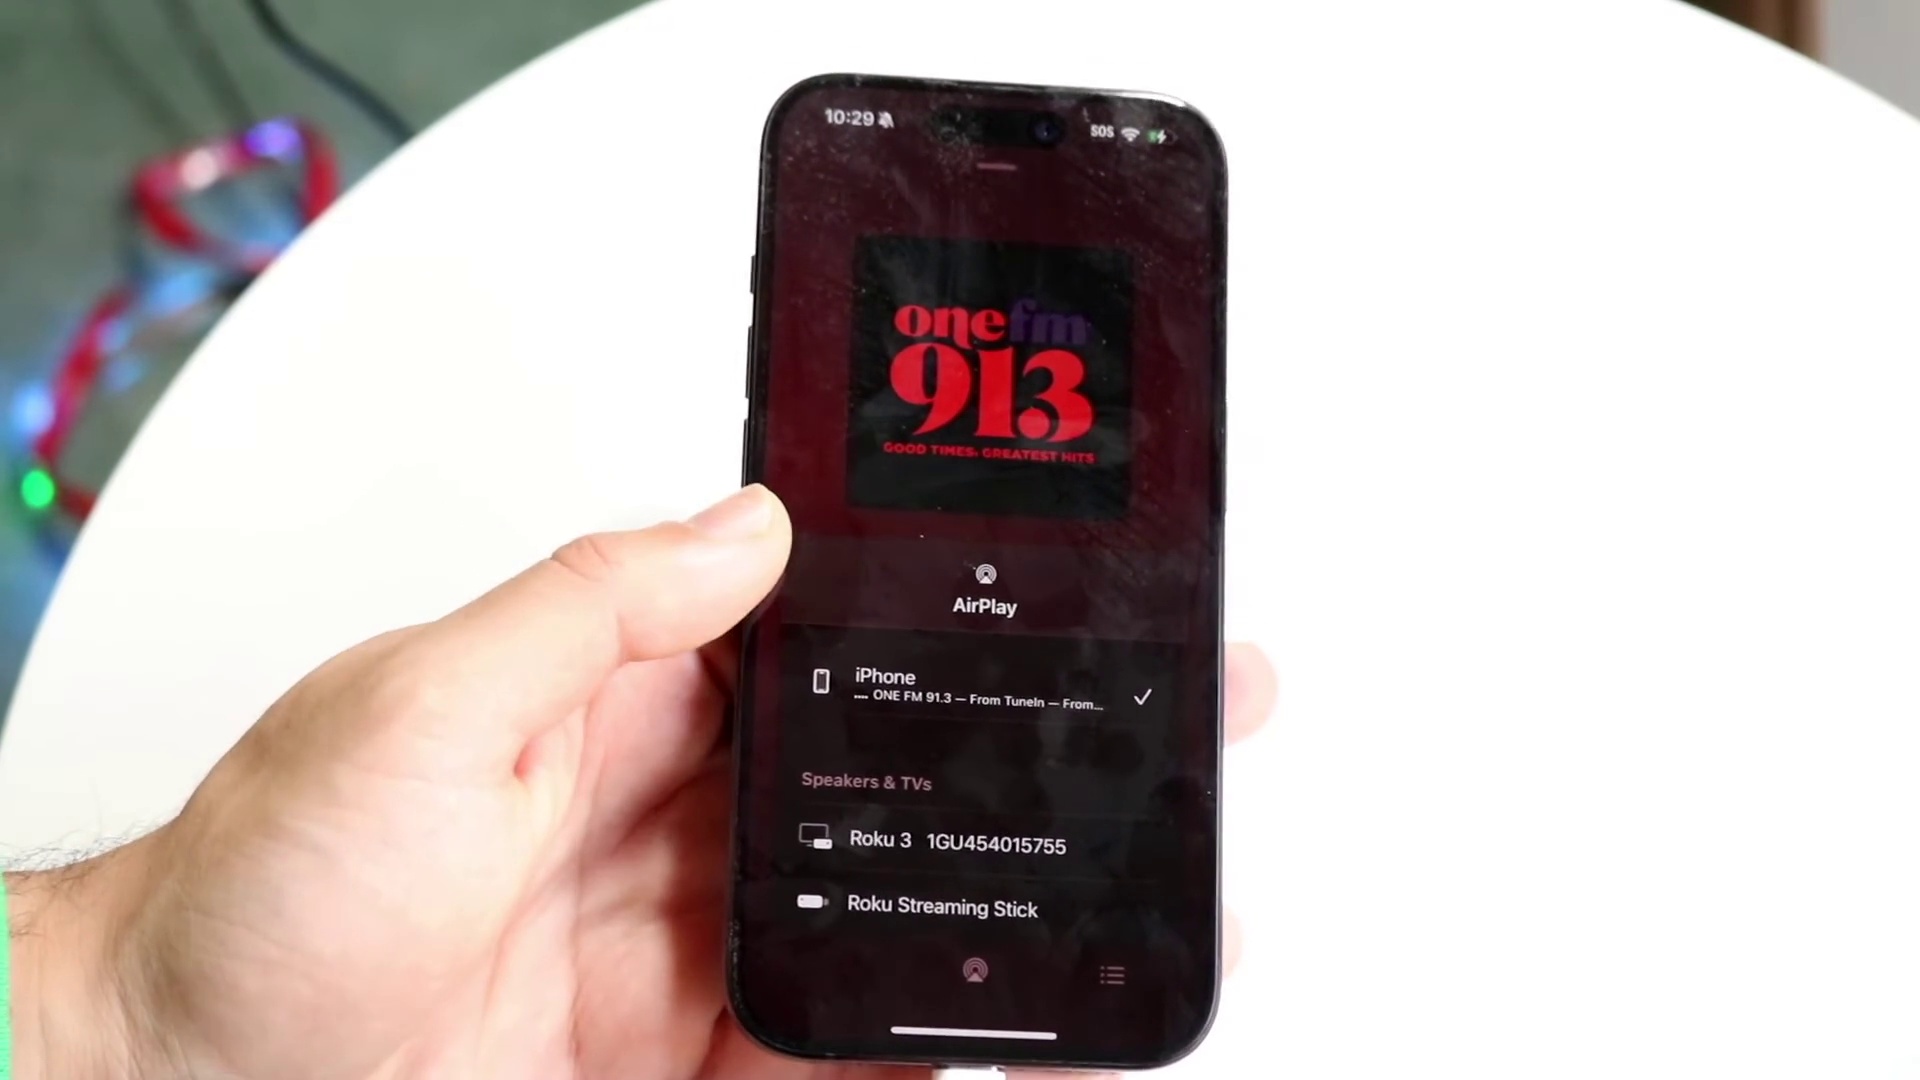 10:29
SOS
one fm
913
GOOD TIMES. GREATEST HITS
AirPlay
iPhone
ONE FM 91.3 — From TuneIn — From...
Speakers & TVs
Roku 3 1GU454015755
Roku Streaming Stick